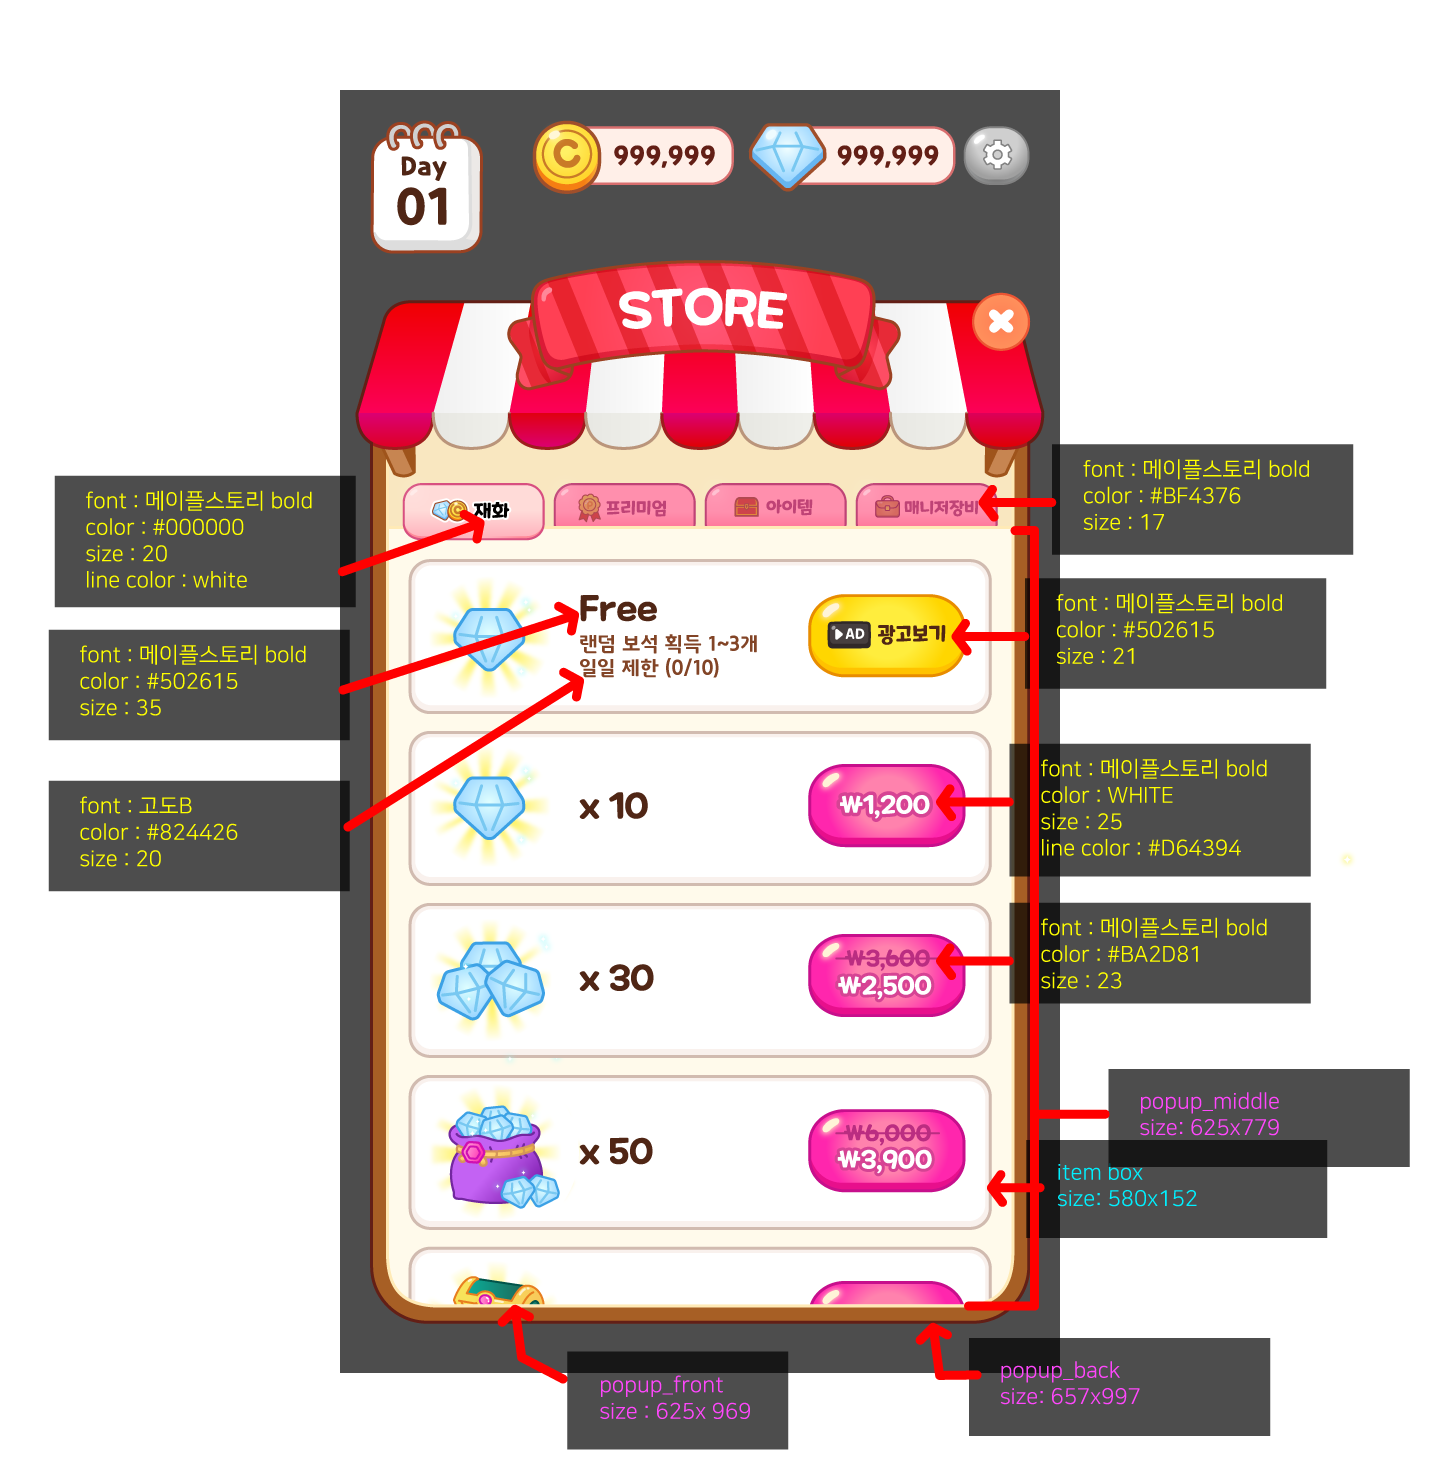 Day
01
999,999
999,999
STORE
재화
프리미엄
아이템
매니저장비
Free
랜덤 보석 획득 1~3개
일일 제한 (0/10)
AD 광고보기
x 10
₩1,200
x 30
₩3,600
₩2,500
x 50
₩6,000
₩3,900
font : 메이플스토리 bold
color : #000000
size : 20
line color : white
font : 메이플스토리 bold
color : #502615
size : 35
font : 고도B
color : #824426
size : 20
font : 메이플스토리 bold
color : #BF4376
size : 17
font : 메이플스토리 bold
color : #502615
size : 21
font : 메이플스토리 bold
color : WHITE
size : 25
line color : #D64394
font : 메이플스토리 bold
color : #BA2D81
size : 23
popup_middle
size: 625x779
item box
size: 580x152
popup_front
size : 625x 969
popup_back
size: 657x997